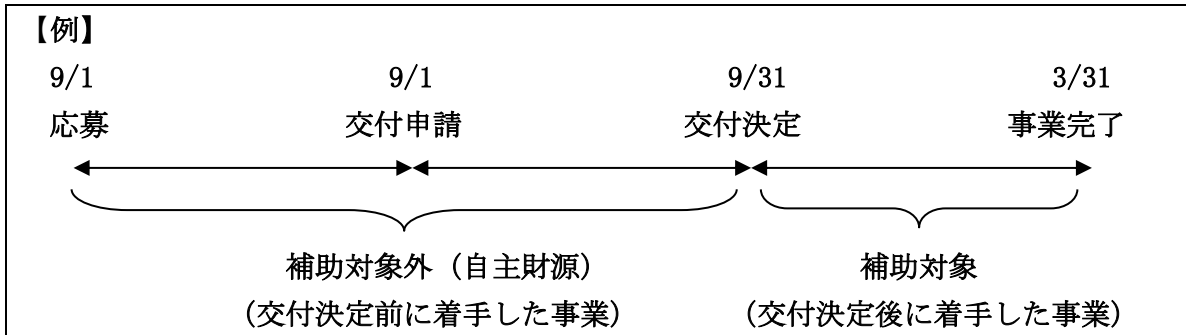 【例】
9/1 9/1 9/31 3/31
応募 交付申請 交付決定 事業完了
補助対象外（自主財源） 補助対象
（交付決定前に着手した事業） （交付決定後に着手した事業）